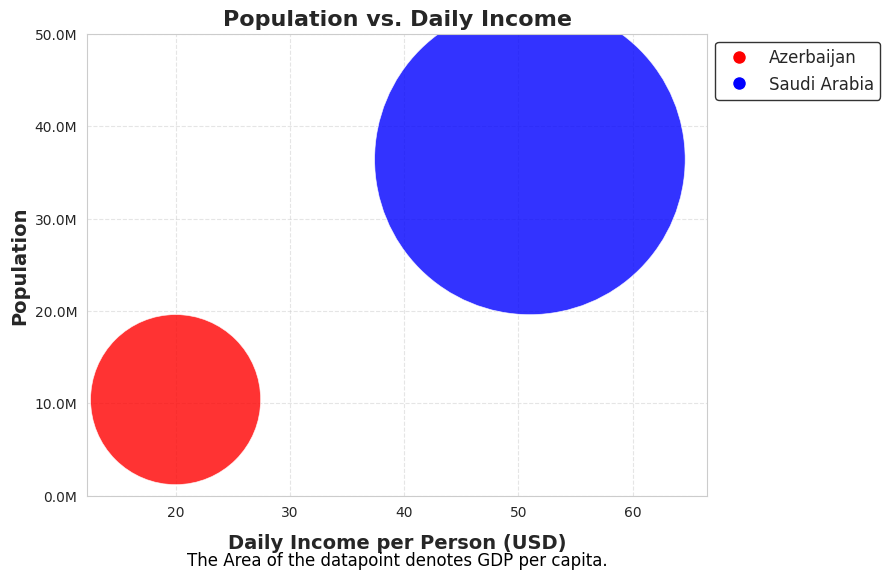 Population vs. Daily Income
50.0M
40.0M
30.0M
20.0M
10.0M
0.0M
Population
20 30 40 50 60
Daily Income per Person (USD)
The Area of the datapoint denotes GDP per capita.
Azerbaijan
Saudi Arabia